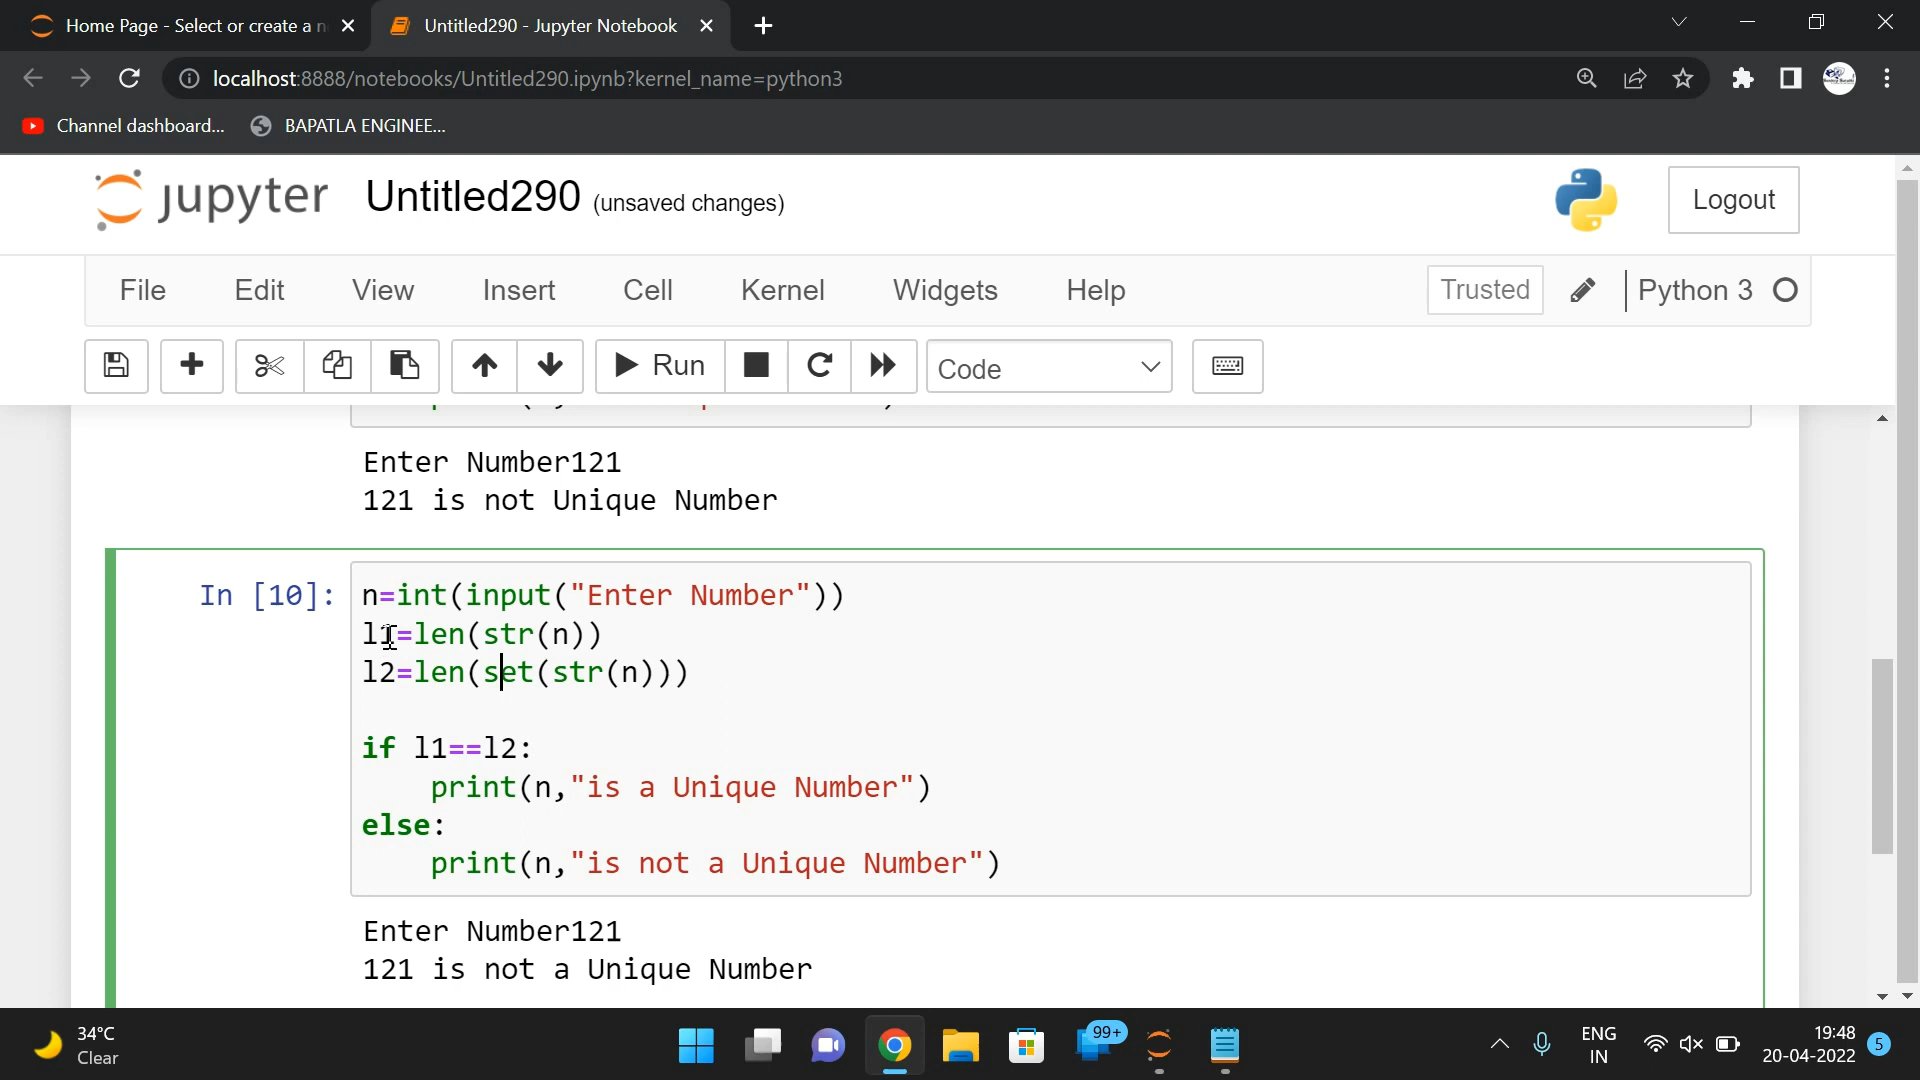 Home Page - Select or create a n
Untitled290 - Jupyter Notebook
localhost:8888/notebooks/Untitled290.ipynb?kernel_name=python3
Channel dashboard...
BAPATLA ENGINEE...
jupyter
Untitled290 (unsaved changes)
Logout
File Edit View Insert Cell Kernel Widgets Help
Trusted
Python 3
Run
Code
Enter Number121
121 is not Unique Number
In [10]:
n=int(input("Enter Number"))
l1=len(str(n))
l2=len(set(str(n)))
if l1==l2:
    print(n,"is a Unique Number")
else:
    print(n,"is not a Unique Number")
Enter Number121
121 is not a Unique Number
34°C
Clear
99+
ENG
IN
19:48
20-04-2022
5